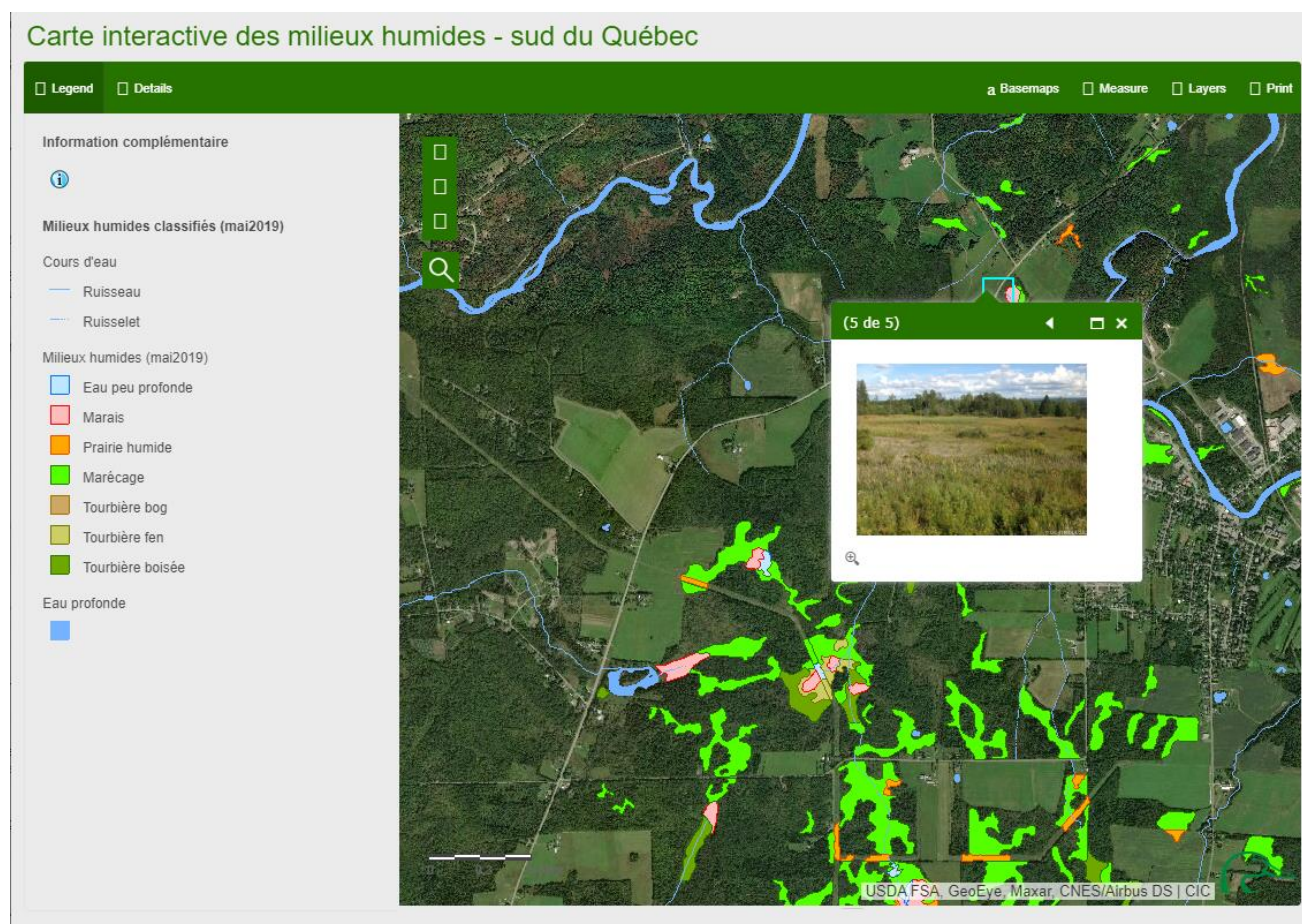 Carte interactive des milieux humides - sud du Québec
Legend Details a Basemaps Measure Layers Print
Information complémentaire
Milieux humides classifiés (mai2019)
Cours d'eau
Ruisseau
Ruisselet
Milieux humides (mai2019)
Eau peu profonde
Marais
Prairie humide
Marécage
Tourbière bog
Tourbière fen
Tourbière boisée
Eau profonde
(5 de 5)
USDA FSA, GeoEye, Maxar, CNES/Airbus DS | CIC